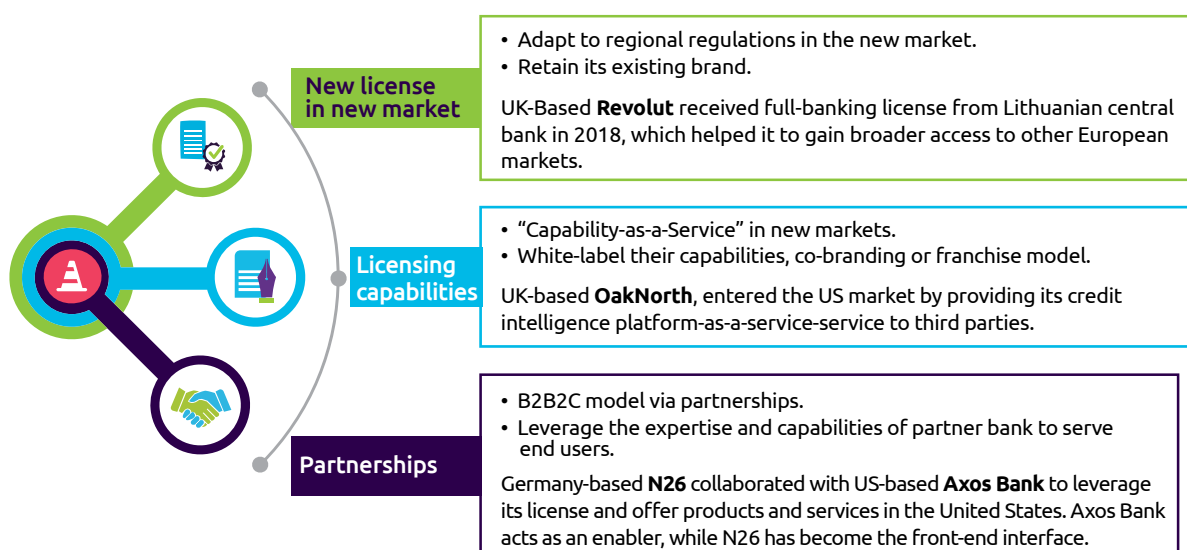 New license
in new market
• Adapt to regional regulations in the new market.
• Retain its existing brand.
UK-Based Revolut received full-banking license from Lithuanian central
bank in 2018, which helped it to gain broader access to other European
markets.
Licensing
capabilities
• “Capability-as-a-Service” in new markets.
• White-label their capabilities, co-branding or franchise model.
UK-based OakNorth, entered the US market by providing its credit
intelligence platform-as-a-service-service to third parties.
Partnerships
• B2B2C model via partnerships.
• Leverage the expertise and capabilities of partner bank to serve
end users.
Germany-based N26 collaborated with US-based Axos Bank to leverage
its license and offer products and services in the United States. Axos Bank
acts as an enabler, while N26 has become the front-end interface.